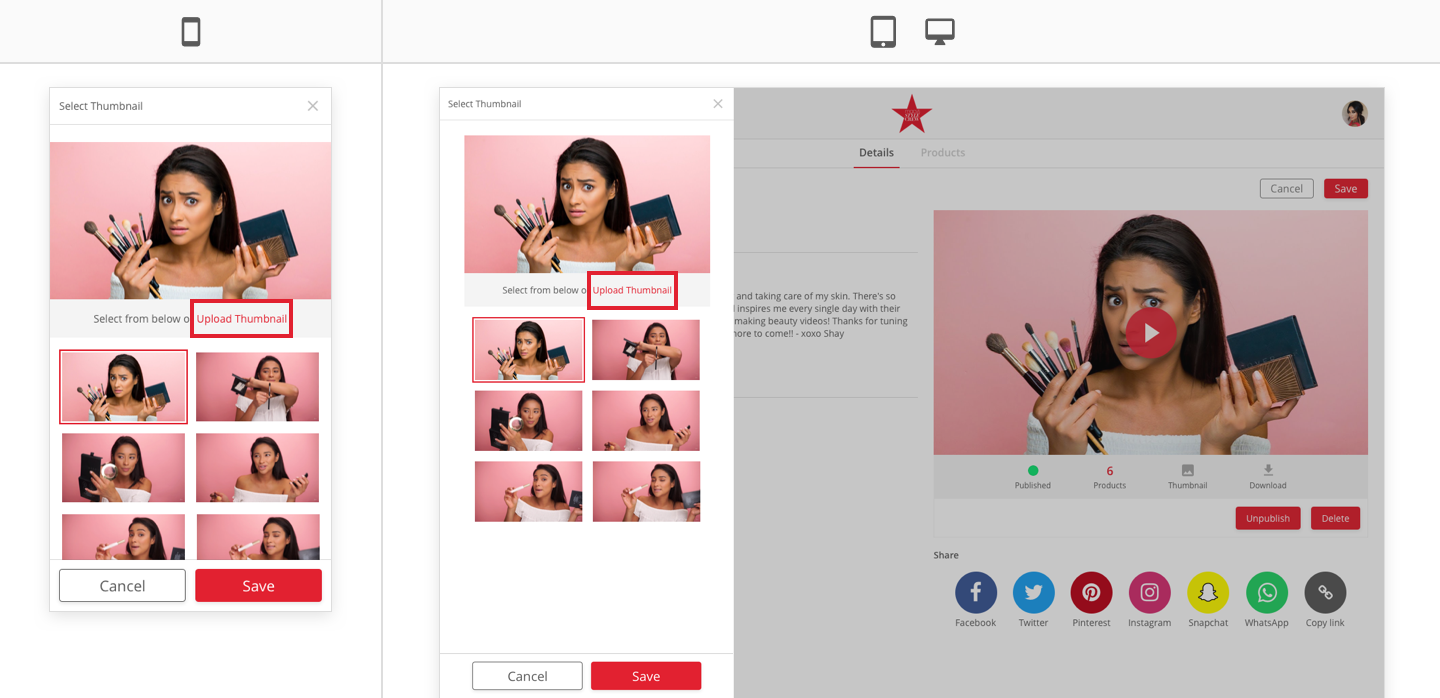 Select Thumbnail
Select from below o
Upload Thumbnail
Cancel
Save
Select Thumbnail
Select from below o
Upload Thumbnail
Cancel
Save
STYLE
CREW
Details
Products
Cancel
Save
and taking care of my skin. There's so
inspires me every single day with their
making beauty videos! Thanks for tuning
ore to come!! - xoxo Shay
Published
6
Products
Thumbnail
Download
Unpublish
Delete
Share
Facebook
Twitter
Pinterest
Instagram
Snapchat
WhatsApp
Copy link